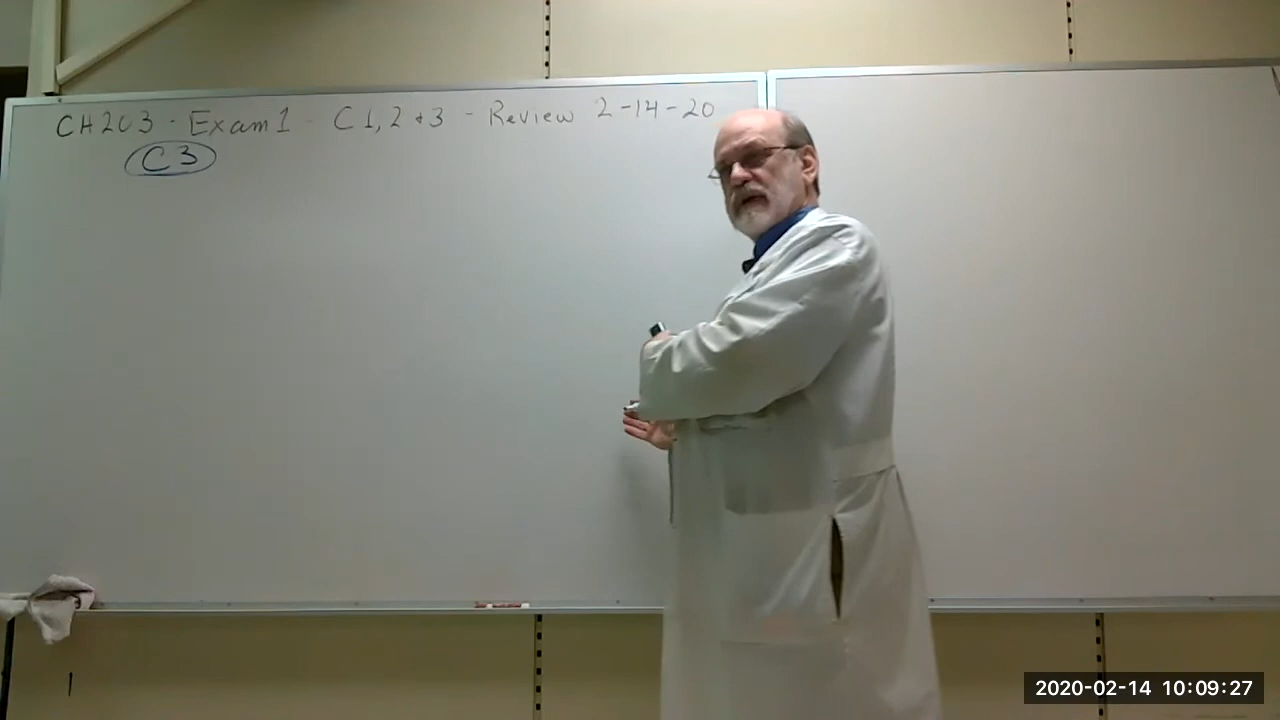 CH203 - Exam 1 - C1, 2 + 3 - Review 2-14-20
C3
2020-02-14 10:09:27